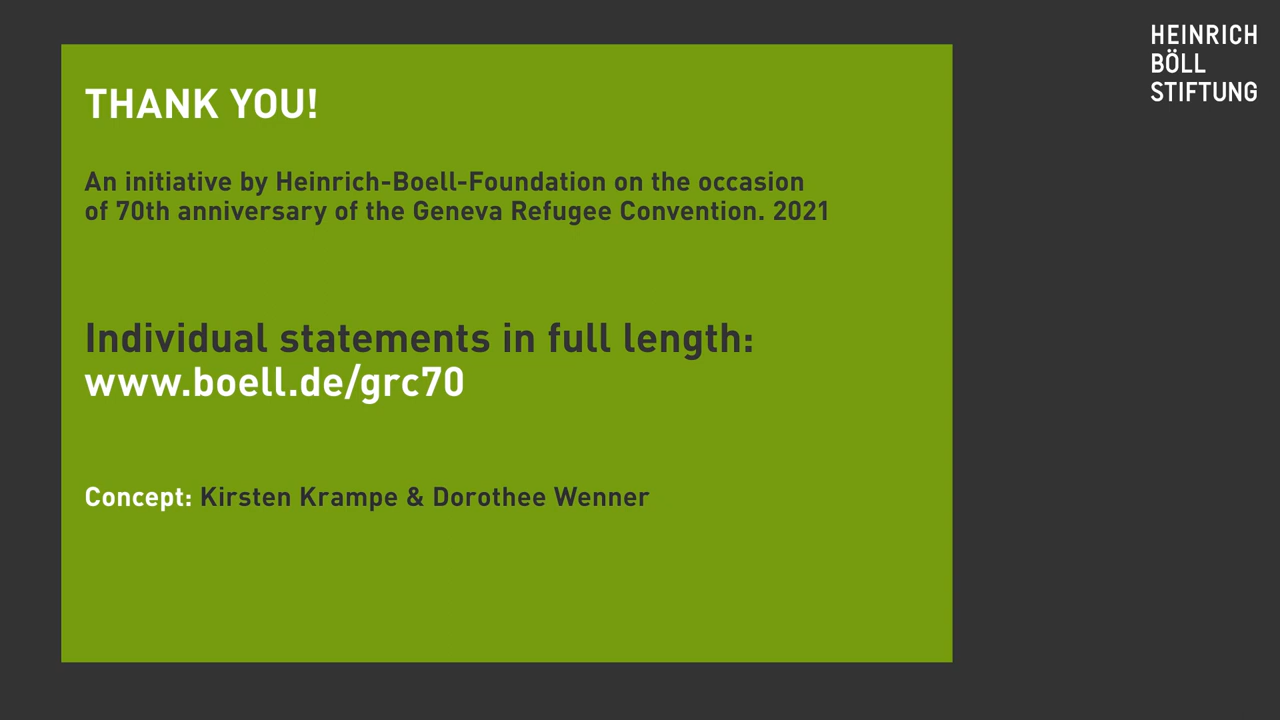 HEINRICH
BÖLL
STIFTUNG
THANK YOU!
An initiative by Heinrich-Boell-Foundation on the occasion
of 70th anniversary of the Geneva Refugee Convention. 2021
Individual statements in full length:
www.boell.de/grc70
Concept: Kirsten Krampe & Dorothee Wenner